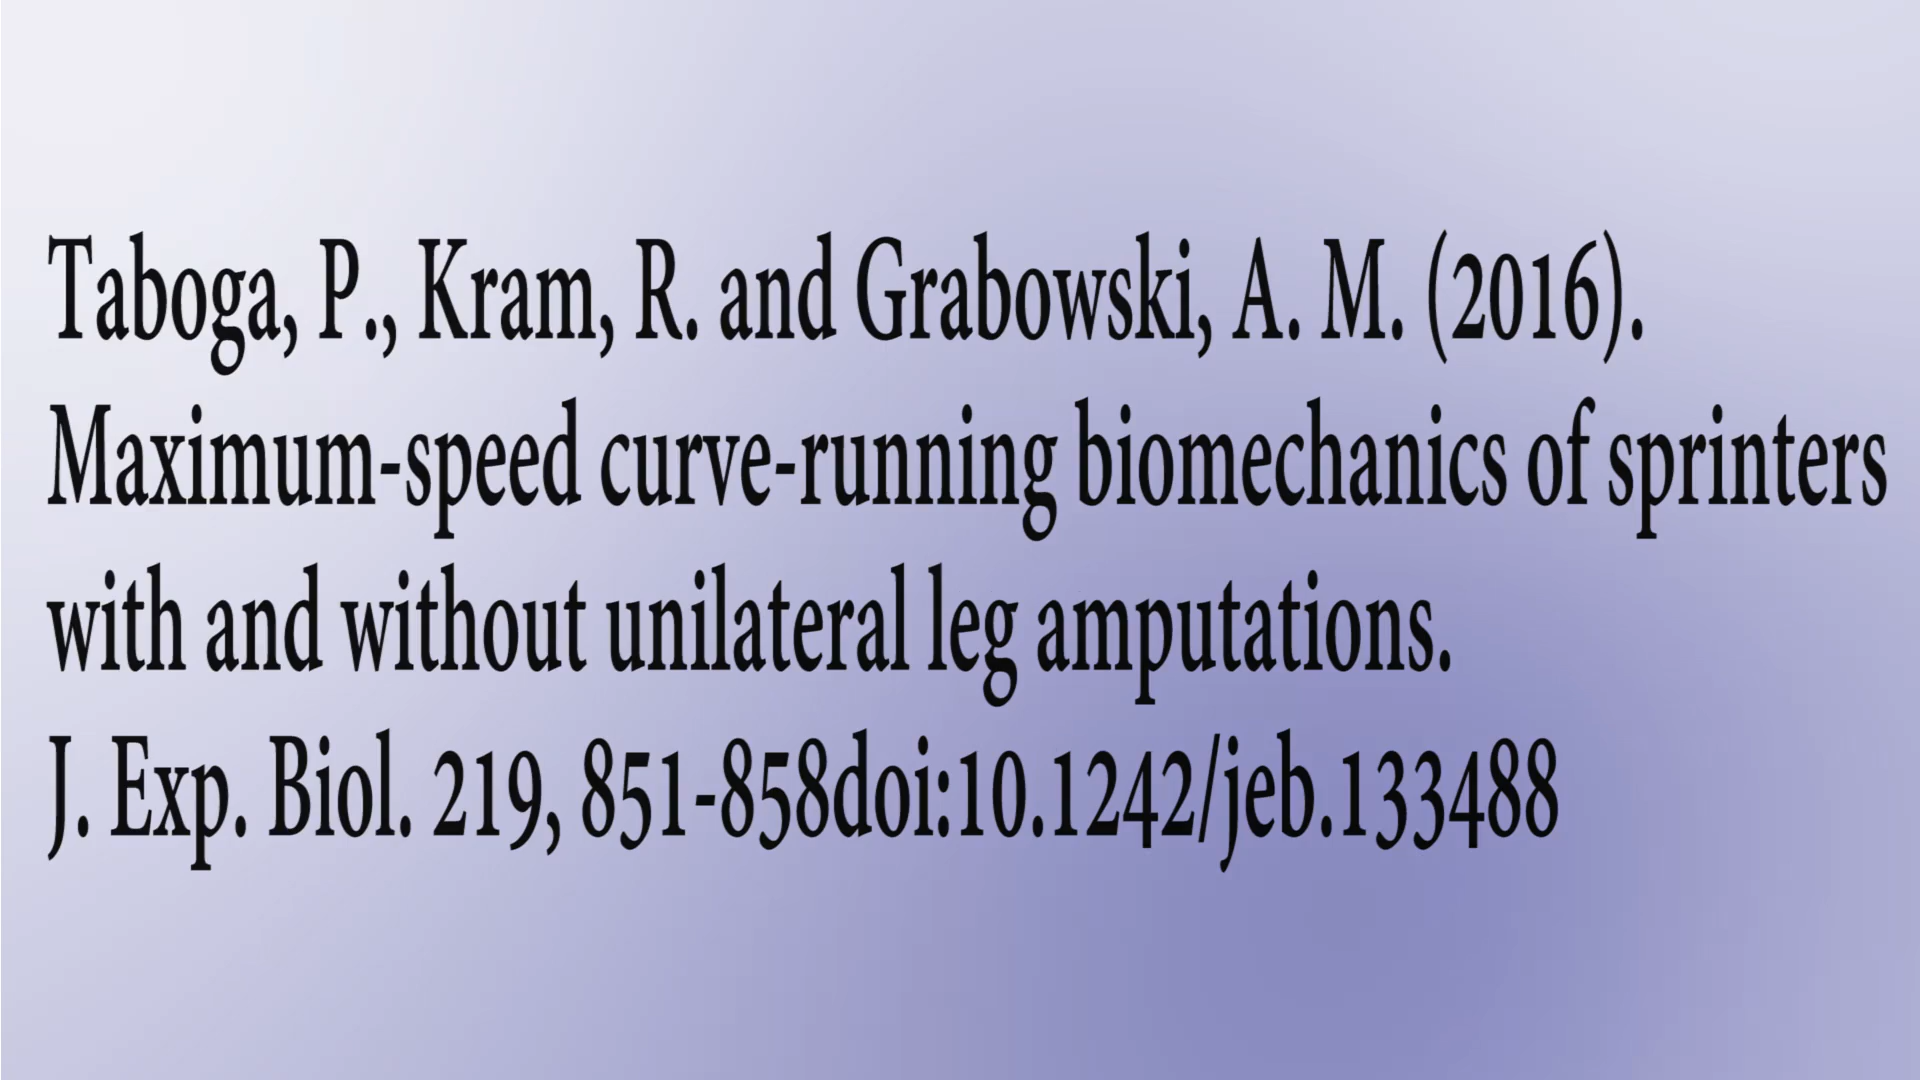 Taboga, P., Kram, R. and Grabowski, A. M. (2016).
Maximum-speed curve-running biomechanics of sprinters
with and without unilateral leg amputations.
J. Exp. Biol. 219, 851-858doi:10.1242/jeb.133488